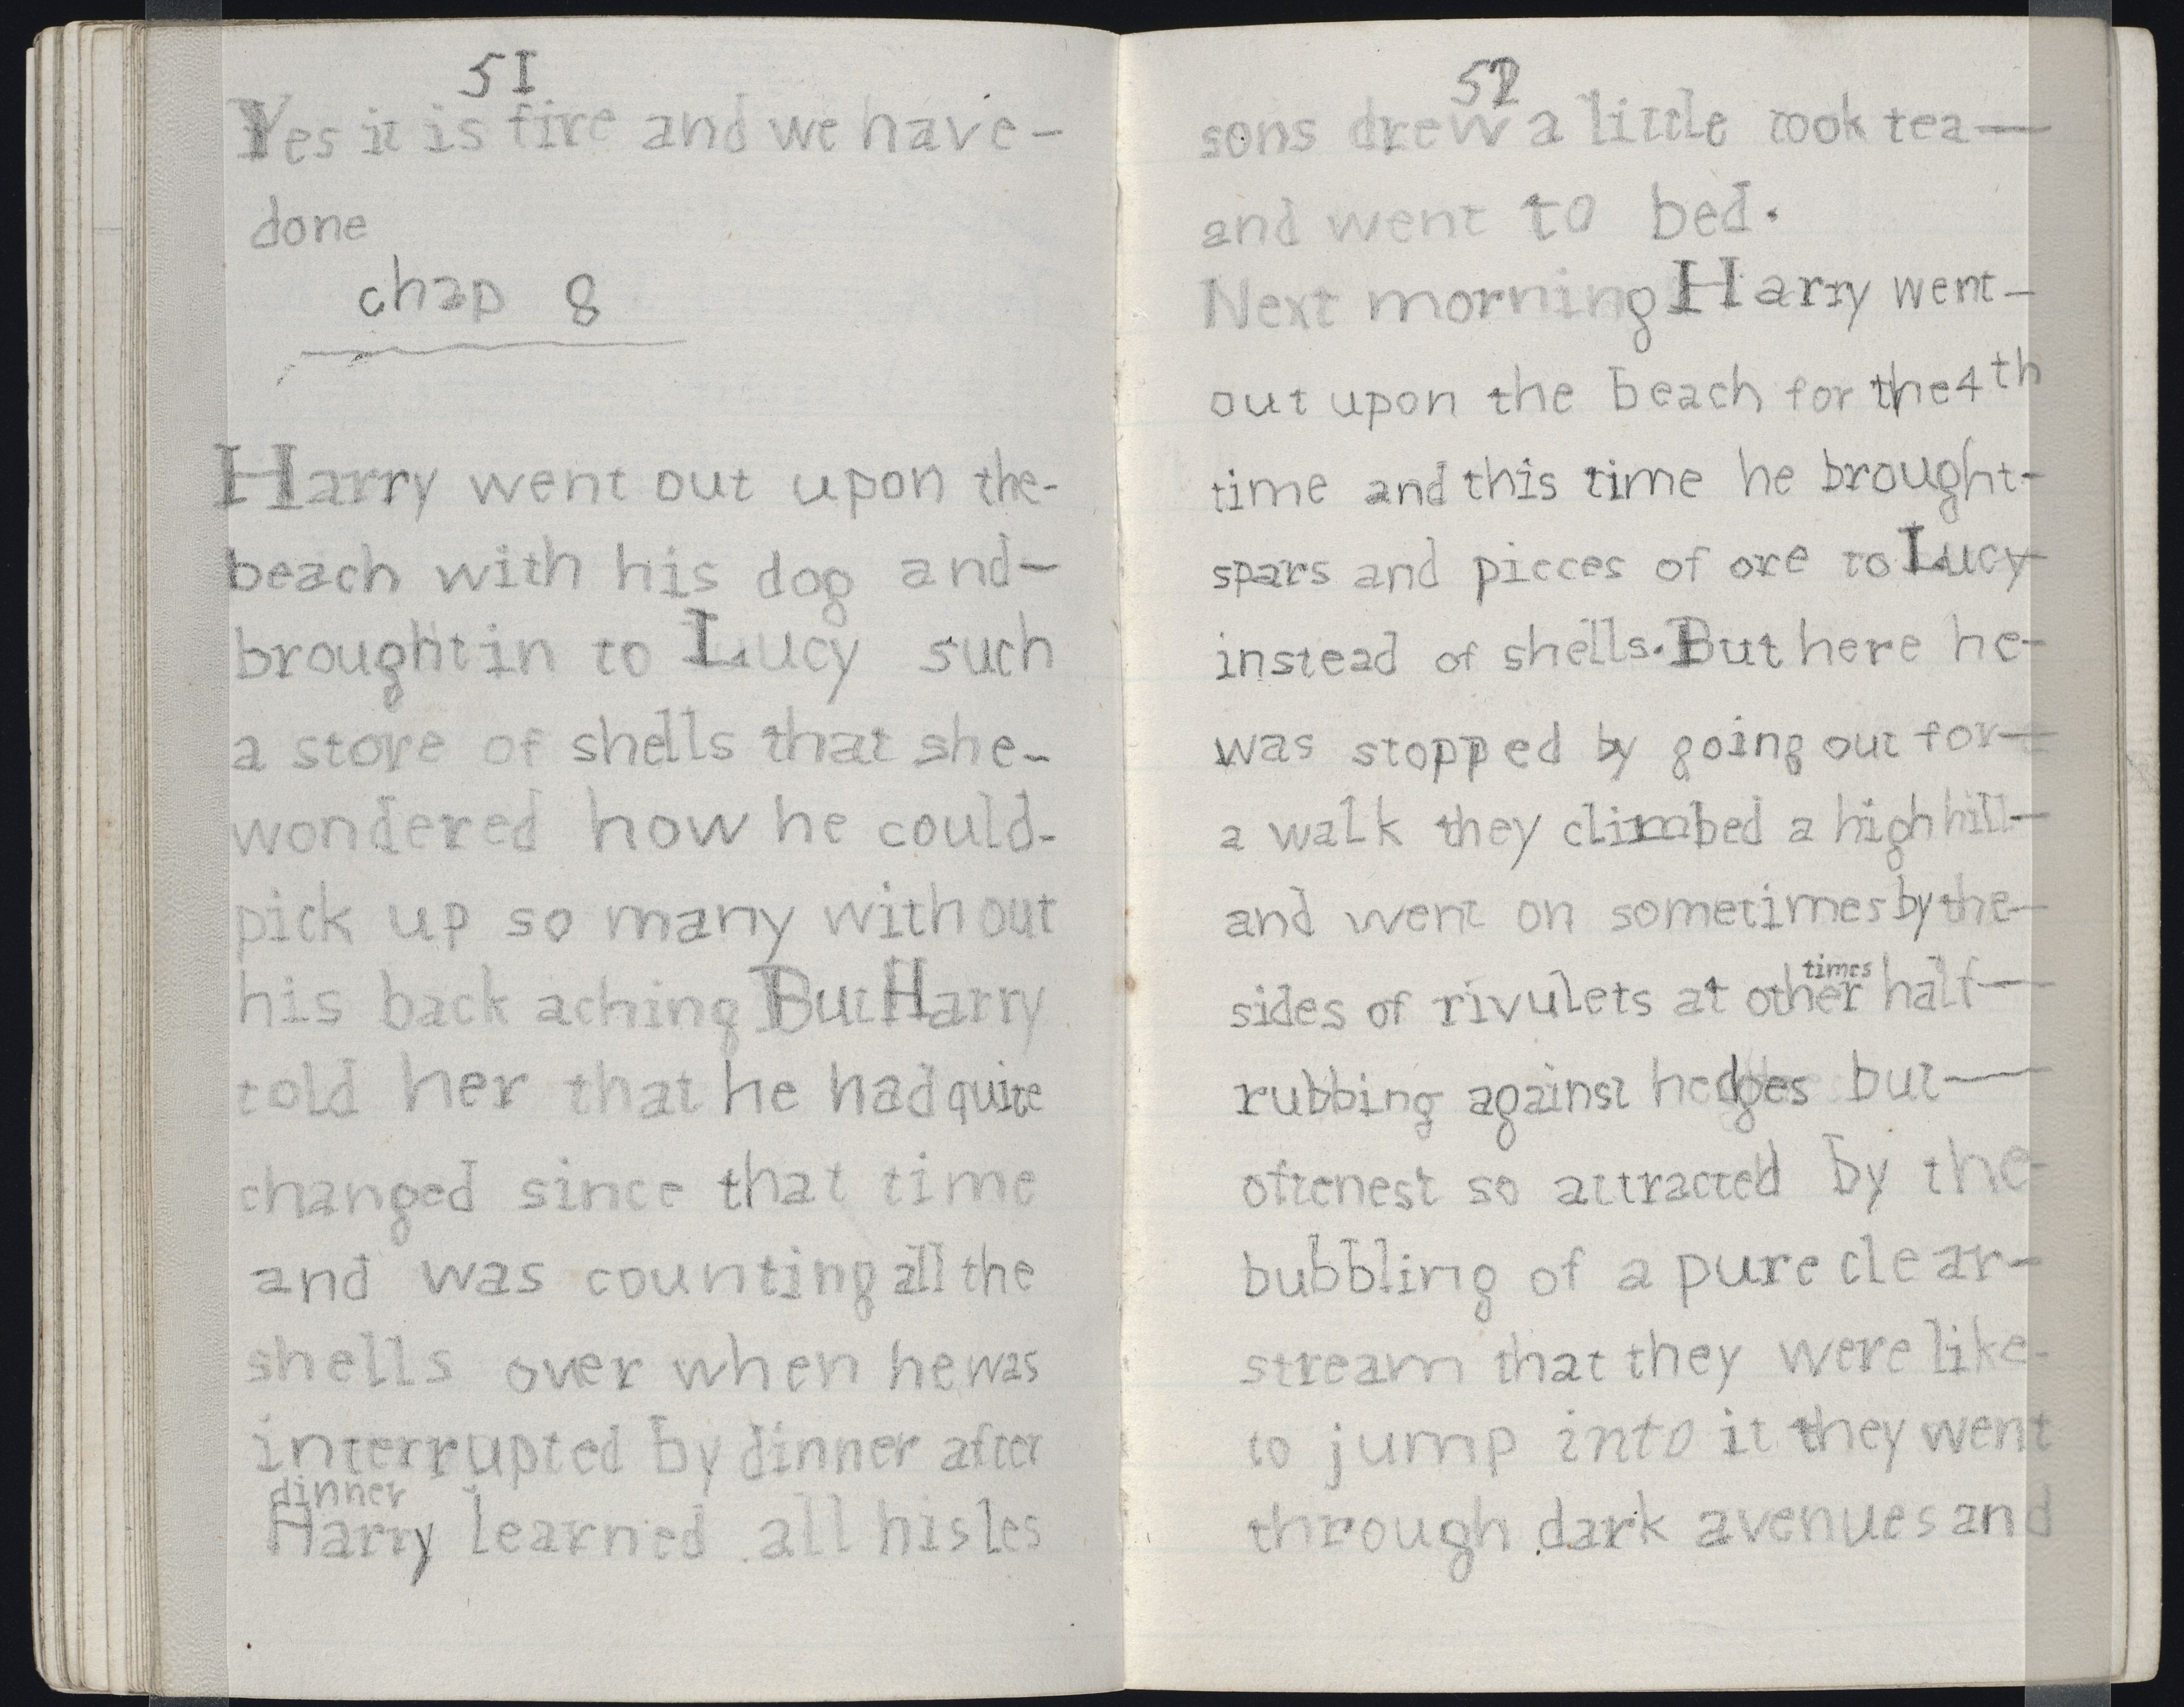 51
Yes it is fire and we have-
done
chap 8
Harry went out upon the-
beach with his dog and-
brought in to Lucy such
a store of shells that she-
wondered how he could-
pick up so many without
his back aching But Harry
told her that he had quite
changed since that time
and was counting all the
shells over when he was
interrupted by dinner after
dinner
Harry learned all his les
52
sons drew a little took tea-
and went to bed.
Next morning Harry went-
out upon the beach for the 4th
time and this time he brought-
spars and pieces of ore to Lucy-
instead of shells. But here he-
was stopped by going out for-
a walk they climbed a high hill-
and went on sometimes by the-
times
sides of rivulets at other half-
rubbing against hedges but-
oftenest so attracted by the-
bubbling of a pure clear-
stream that they were like-
to jump into it they went
through dark avenues and